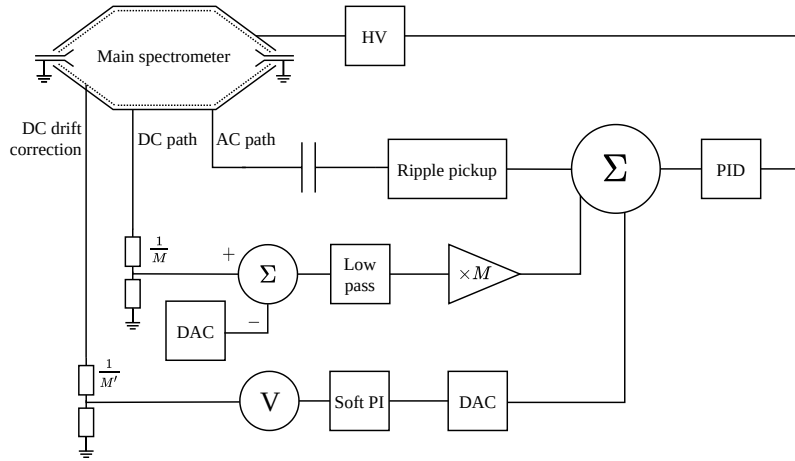 Main spectrometer
HV
DC drift
correction
DC path
AC path
Ripple pickup
Σ
PID
1/M
+
Σ
Low
pass
×M
DAC
−
1/M′
V
Soft PI
DAC